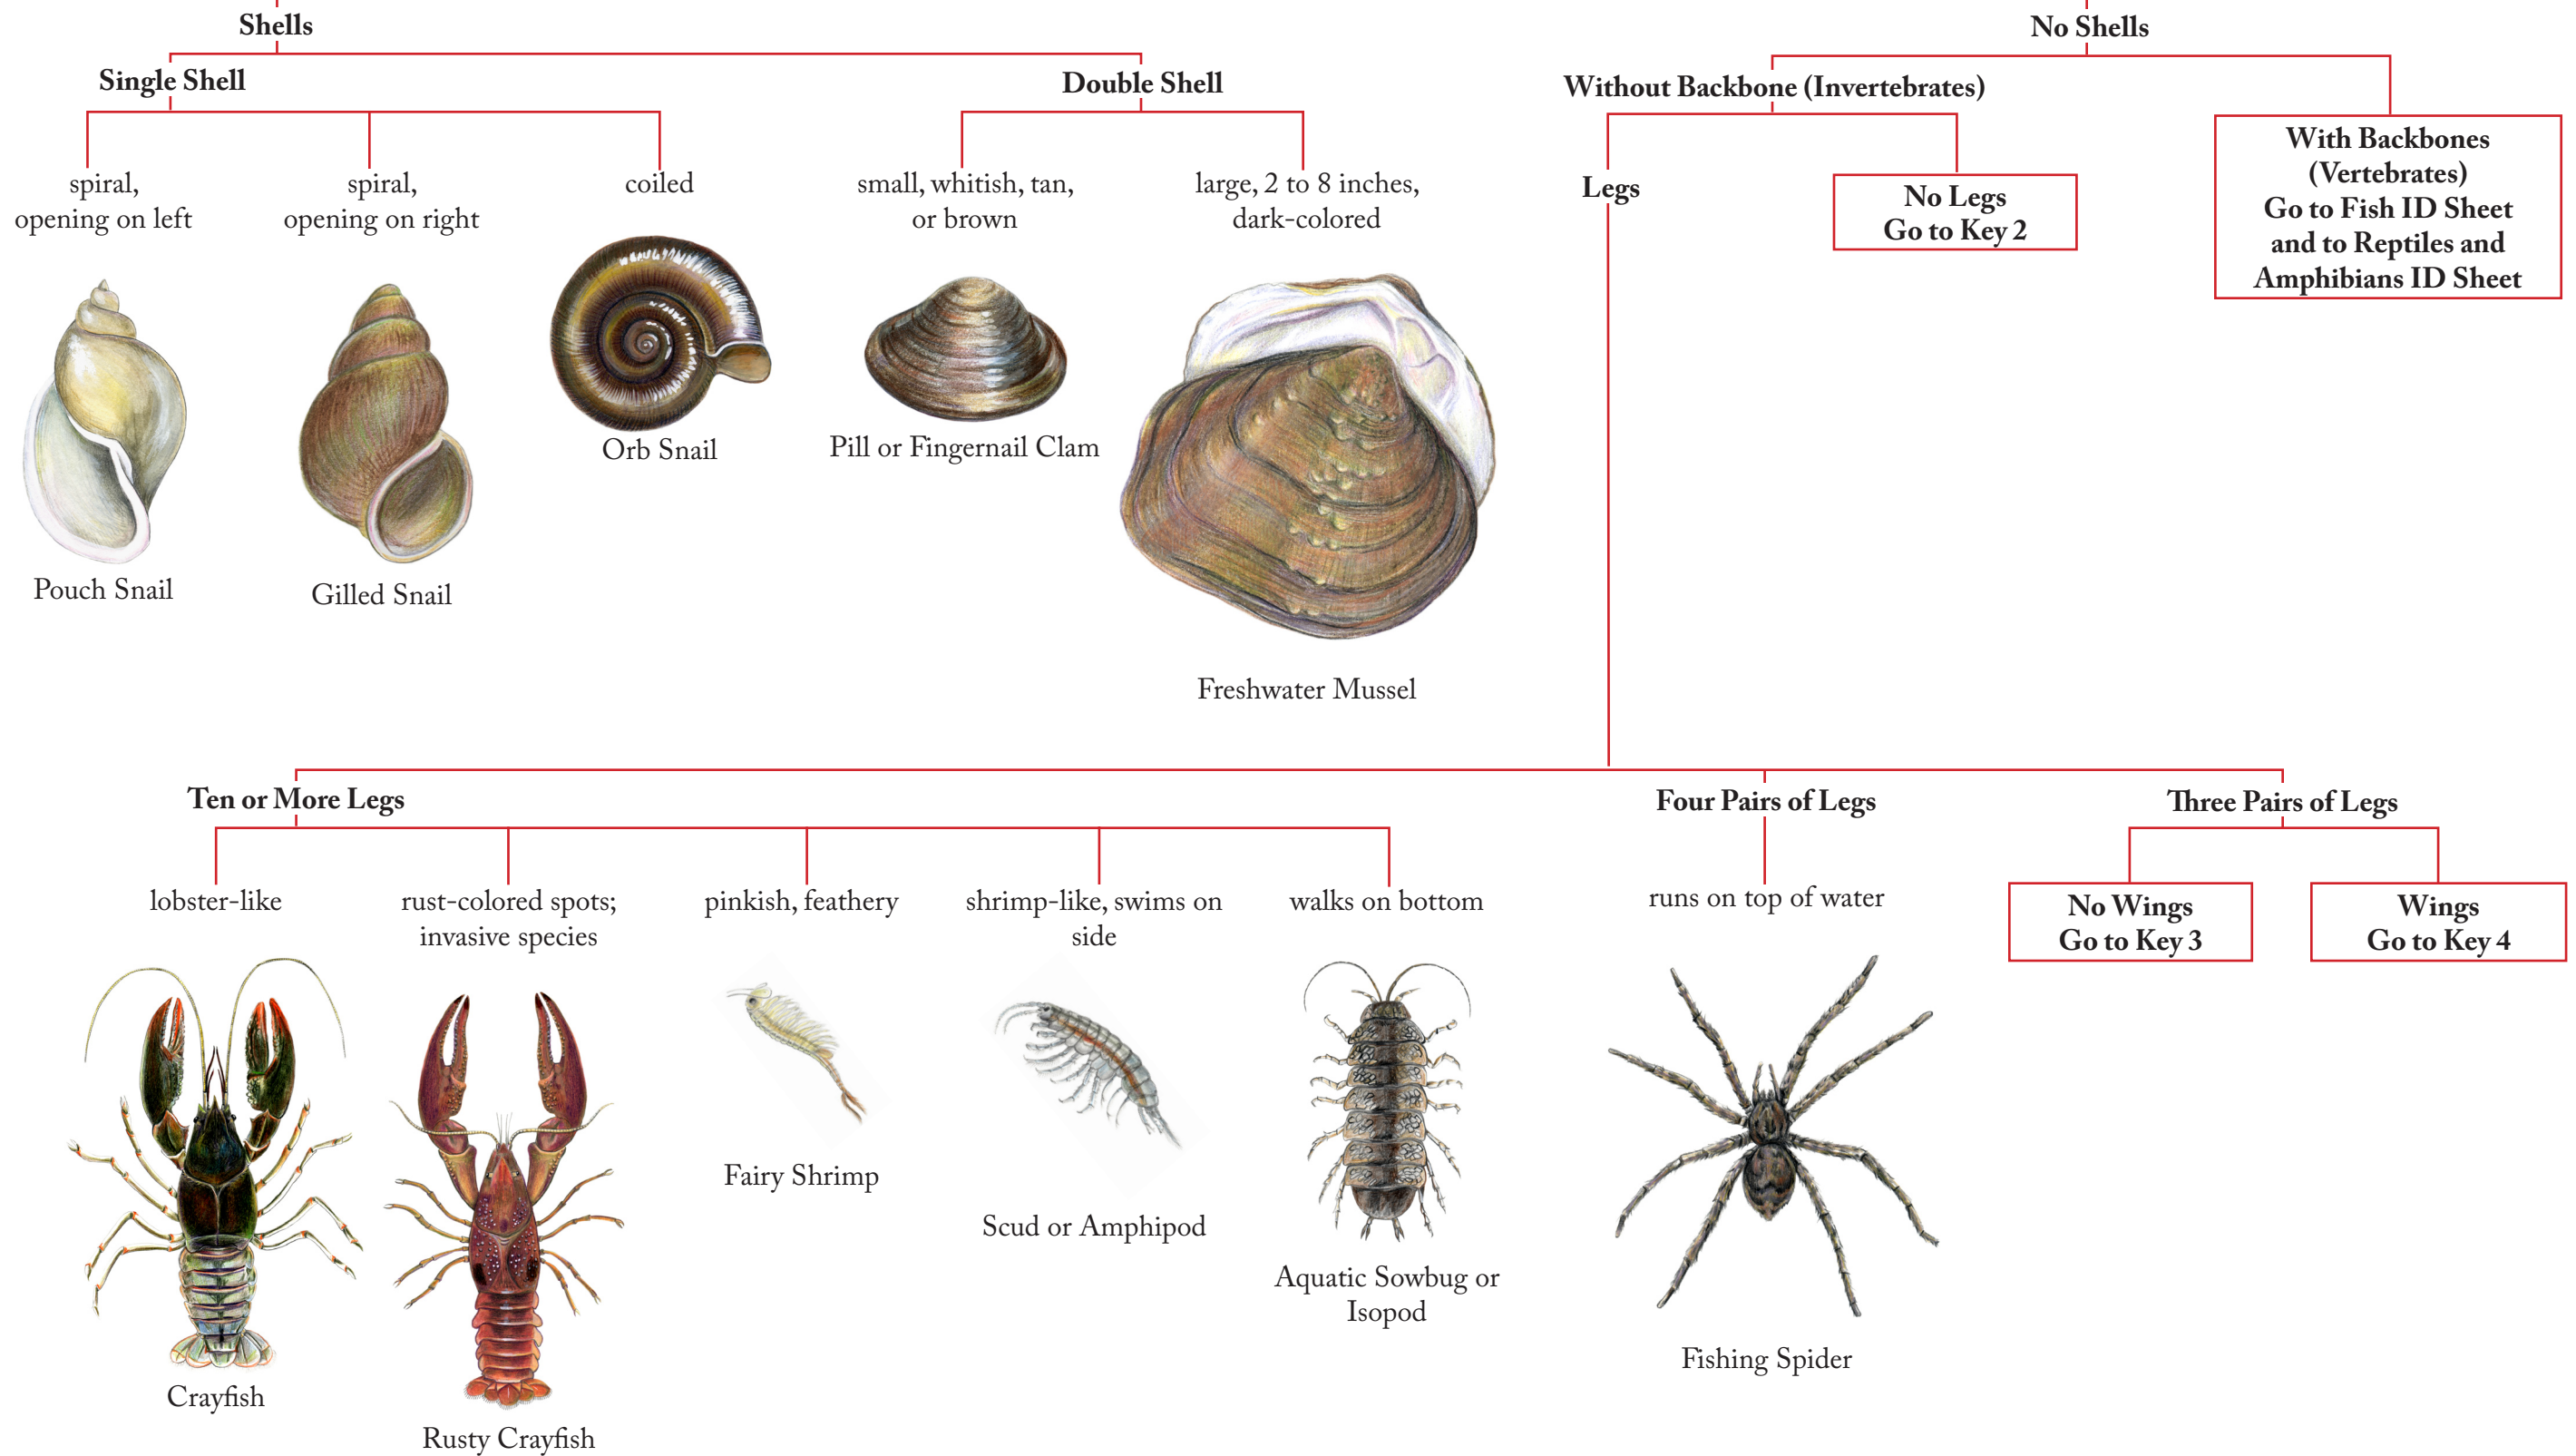 Shells
No Shells
Single Shell
Double Shell
Without Backbone (Invertebrates)
With Backbones
(Vertebrates)
Go to Fish ID Sheet
and to Reptiles and
Amphibians ID Sheet
spiral,
opening on left
spiral,
opening on right
coiled
small, whitish, tan,
or brown
large, 2 to 8 inches,
dark-colored
Legs
No Legs
Go to Key 2
Pouch Snail
Gilled Snail
Orb Snail
Pill or Fingernail Clam
Freshwater Mussel
Ten or More Legs
Four Pairs of Legs
Three Pairs of Legs
lobster-like
rust-colored spots;
invasive species
pinkish, feathery
shrimp-like, swims on
side
walks on bottom
runs on top of water
No Wings
Go to Key 3
Wings
Go to Key 4
Crayfish
Rusty Crayfish
Fairy Shrimp
Scud or Amphipod
Aquatic Sowbug or
Isopod
Fishing Spider